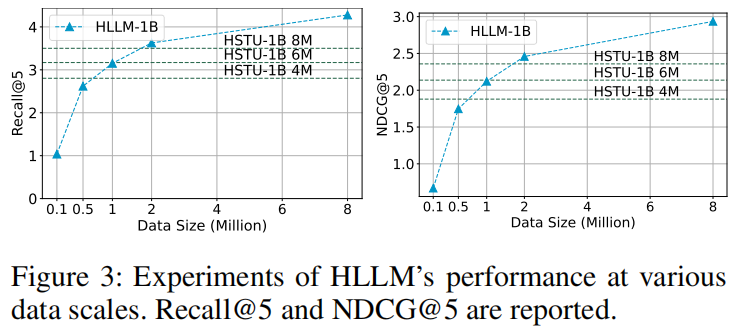 4
3
2
1
0
Recall@5
HLLM-1B
HSTU-1B 8M
HSTU-1B 6M
HSTU-1B 4M
0.1 0.5 1 2 4 6 8
Data Size (Million)
3.0
2.5
2.0
1.5
1.0
NDCG@5
HLLM-1B
HSTU-1B 8M
HSTU-1B 6M
HSTU-1B 4M
0.1 0.5 1 2 4 6 8
Data Size (Million)
Figure 3: Experiments of HLLM's performance at various
data scales. Recall@5 and NDCG@5 are reported.